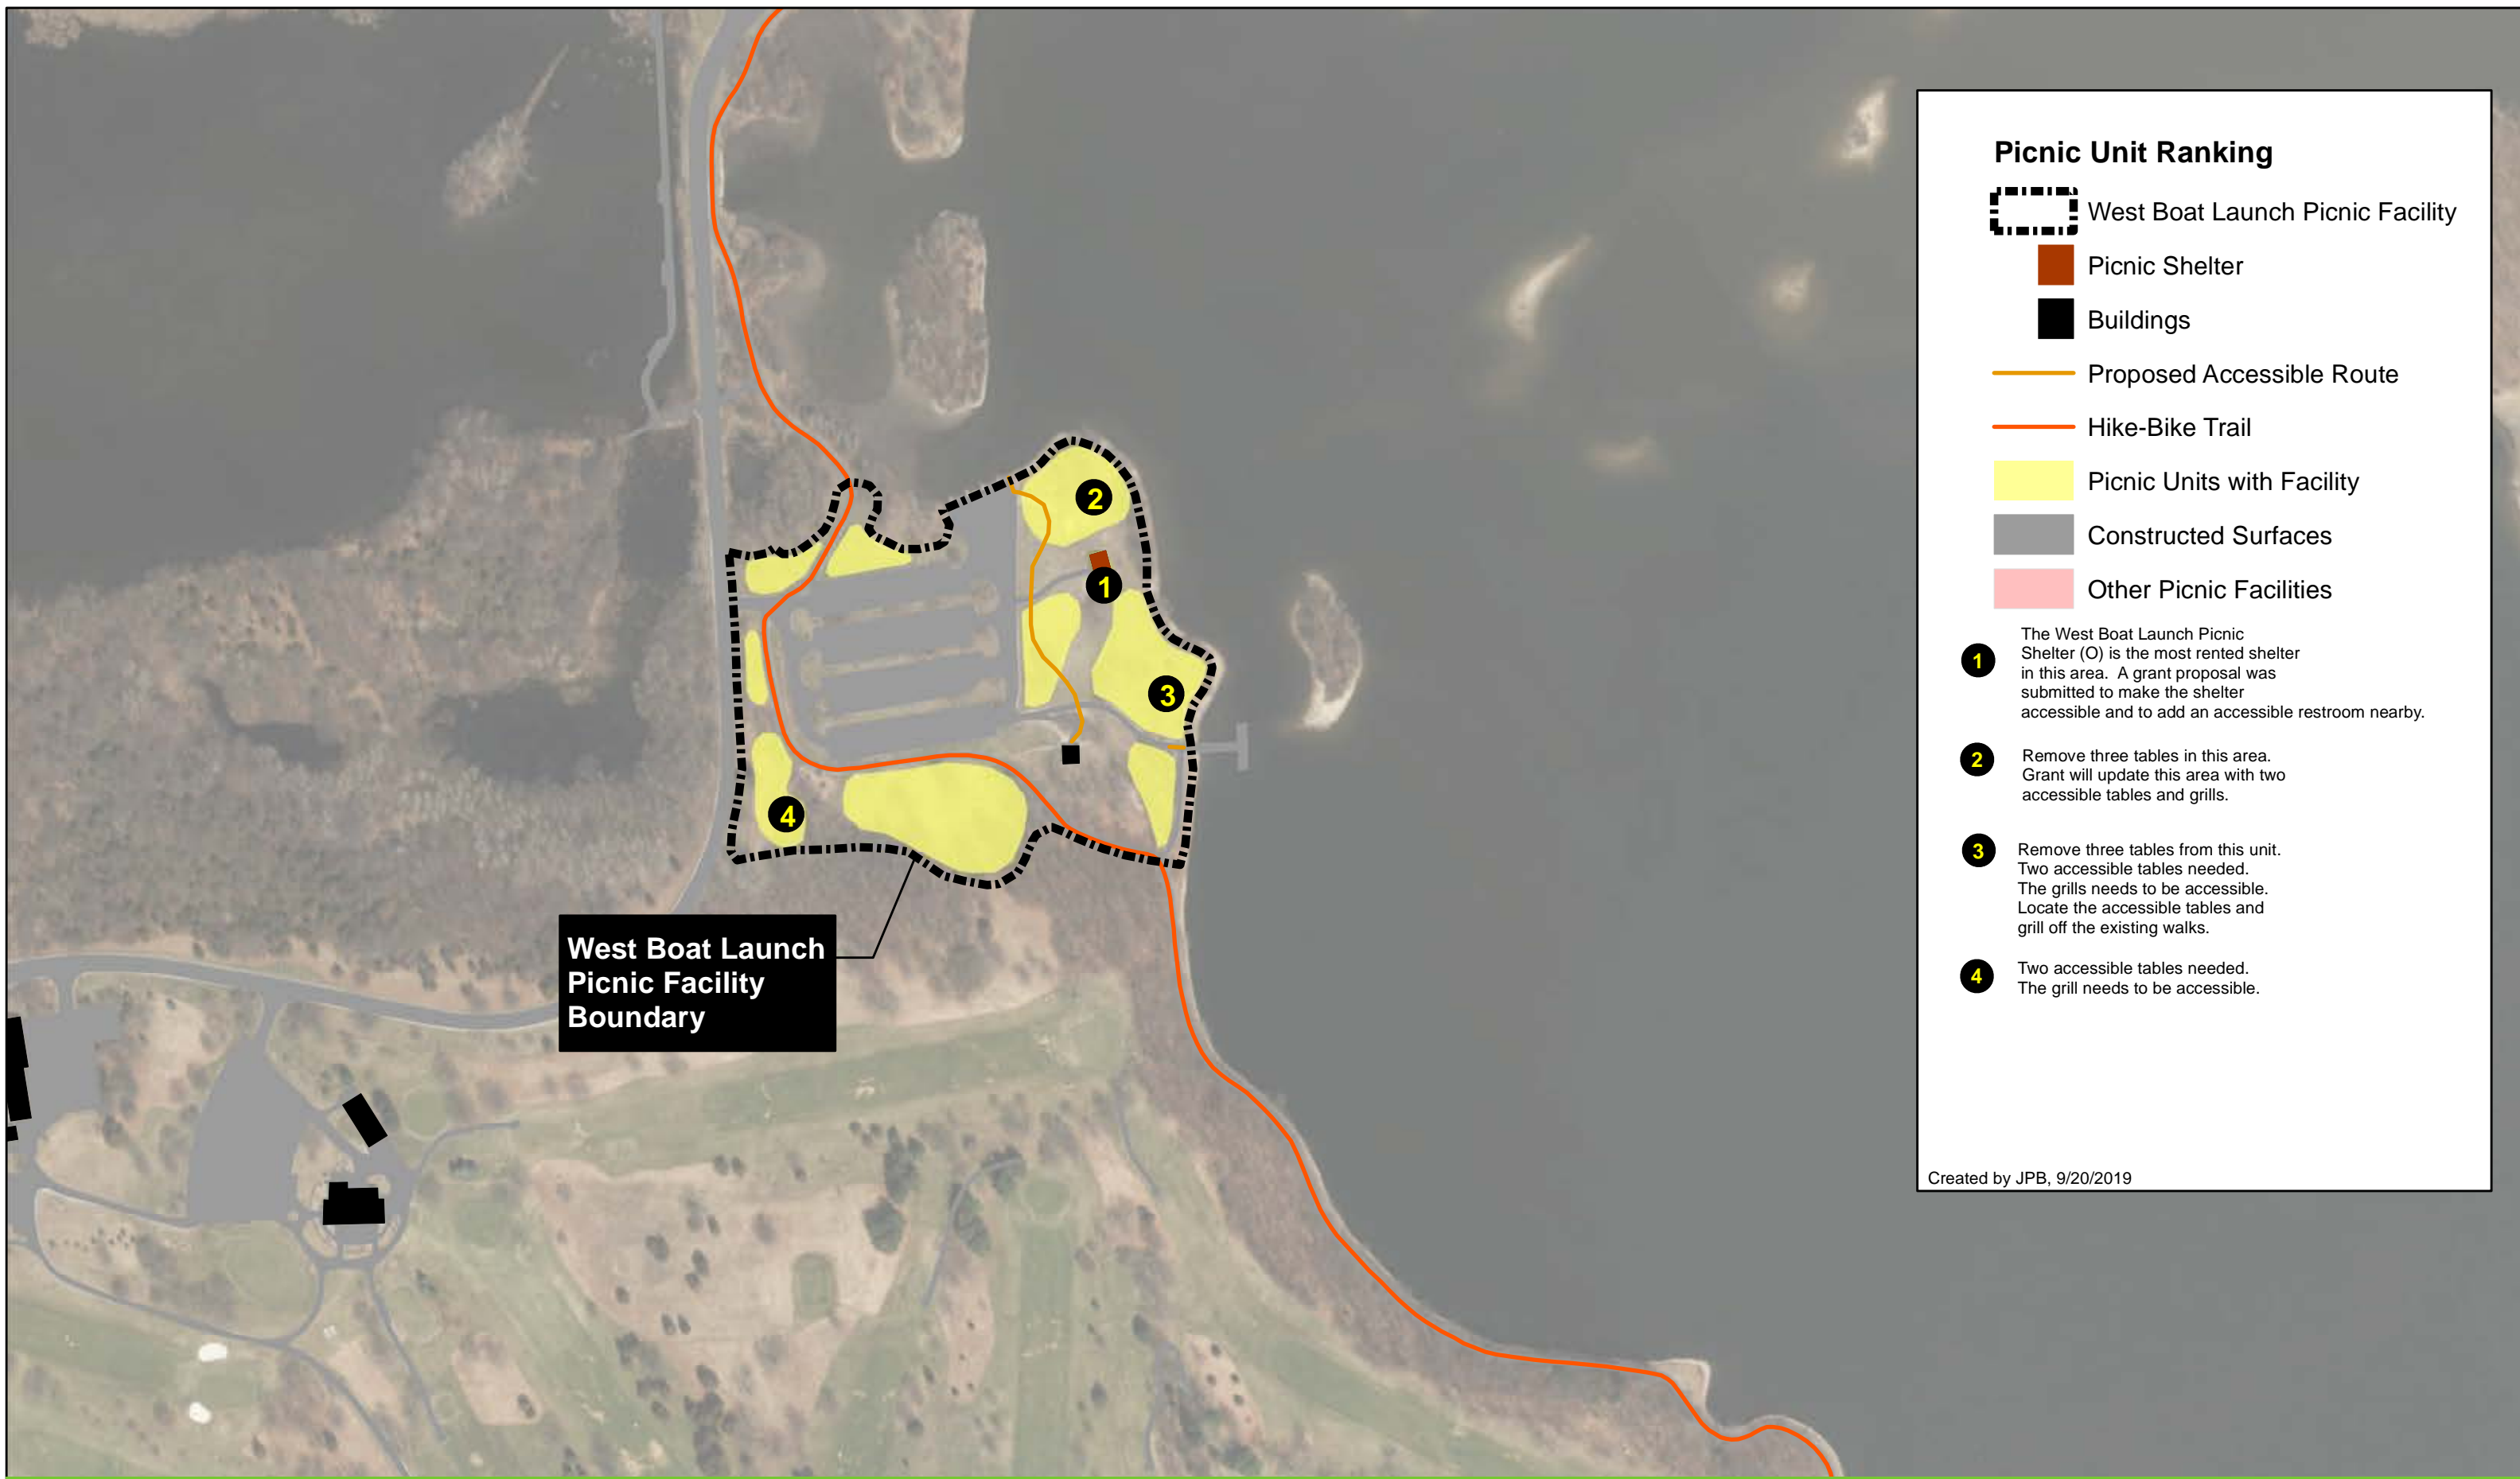 Picnic Unit Ranking
West Boat Launch Picnic Facility
Picnic Shelter
Buildings
Proposed Accessible Route
Hike-Bike Trail
Picnic Units with Facility
Constructed Surfaces
Other Picnic Facilities
1
The West Boat Launch Picnic
Shelter (O) is the most rented shelter
in this area. A grant proposal was
submitted to make the shelter
accessible and to add an accessible restroom nearby.
2
Remove three tables in this area.
Grant will update this area with two
accessible tables and grills.
3
Remove three tables from this unit.
Two accessible tables needed.
The grills needs to be accessible.
Locate the accessible tables and
grill off the existing walks.
4
Two accessible tables needed.
The grill needs to be accessible.
Created by JPB, 9/20/2019
2
1
3
4
West Boat Launch
Picnic Facility
Boundary